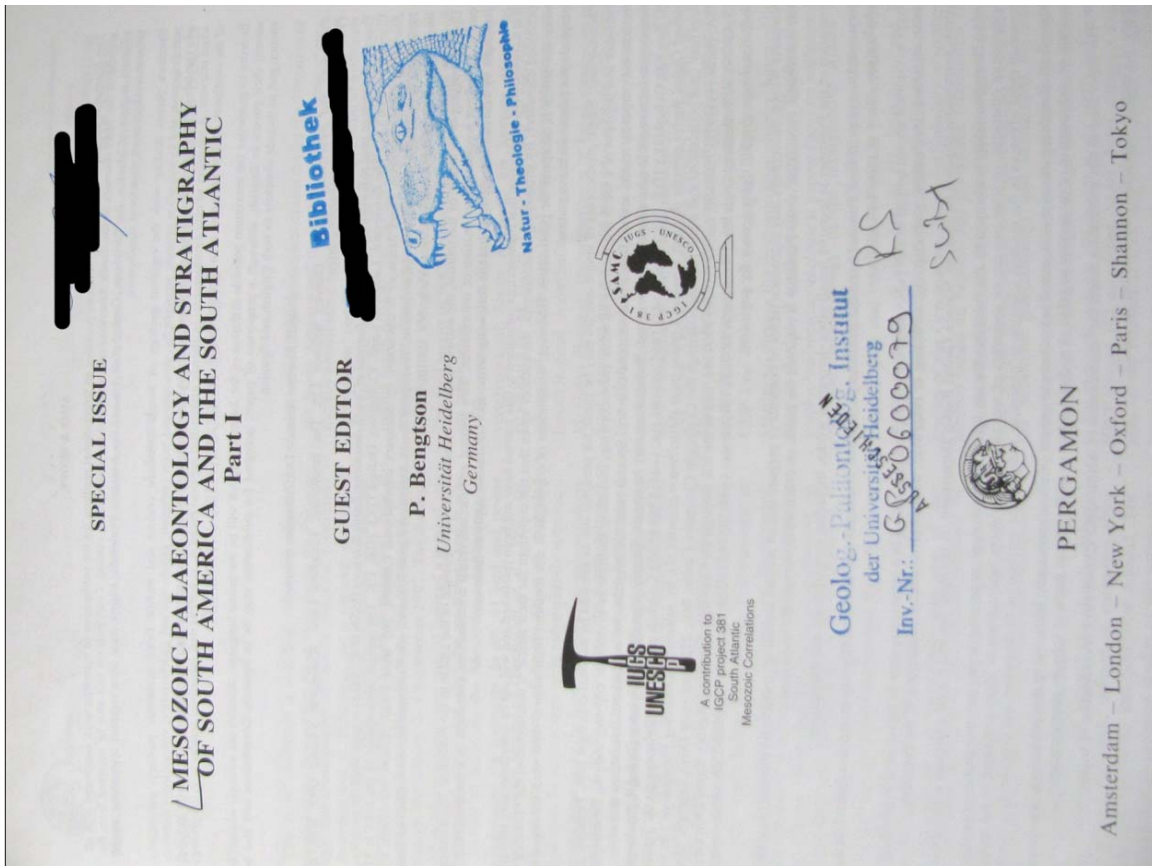 SPECIAL ISSUE
MESOZOIC PALAEONTOLOGY AND STRATIGRAPHY
OF SOUTH AMERICA AND THE SOUTH ATLANTIC
Part I
Bibliothek
Natur - Theologie - Philosophie
GUEST EDITOR
P. Bengtson
Universität Heidelberg
Germany
IUGS
UNESCO
A contribution to
IGCP project 381
South Atlantic
Mesozoic Correlations
IGCP 381 SAMC IUGS - UNESCO
Geolog.-Paläontolog. Institut
der Universität Heidelberg
AUSGESCHIEDEN
Inv.-Nr.:
RS
PERGAMON
Amsterdam – London – New York – Oxford – Paris – Shannon – Tokyo